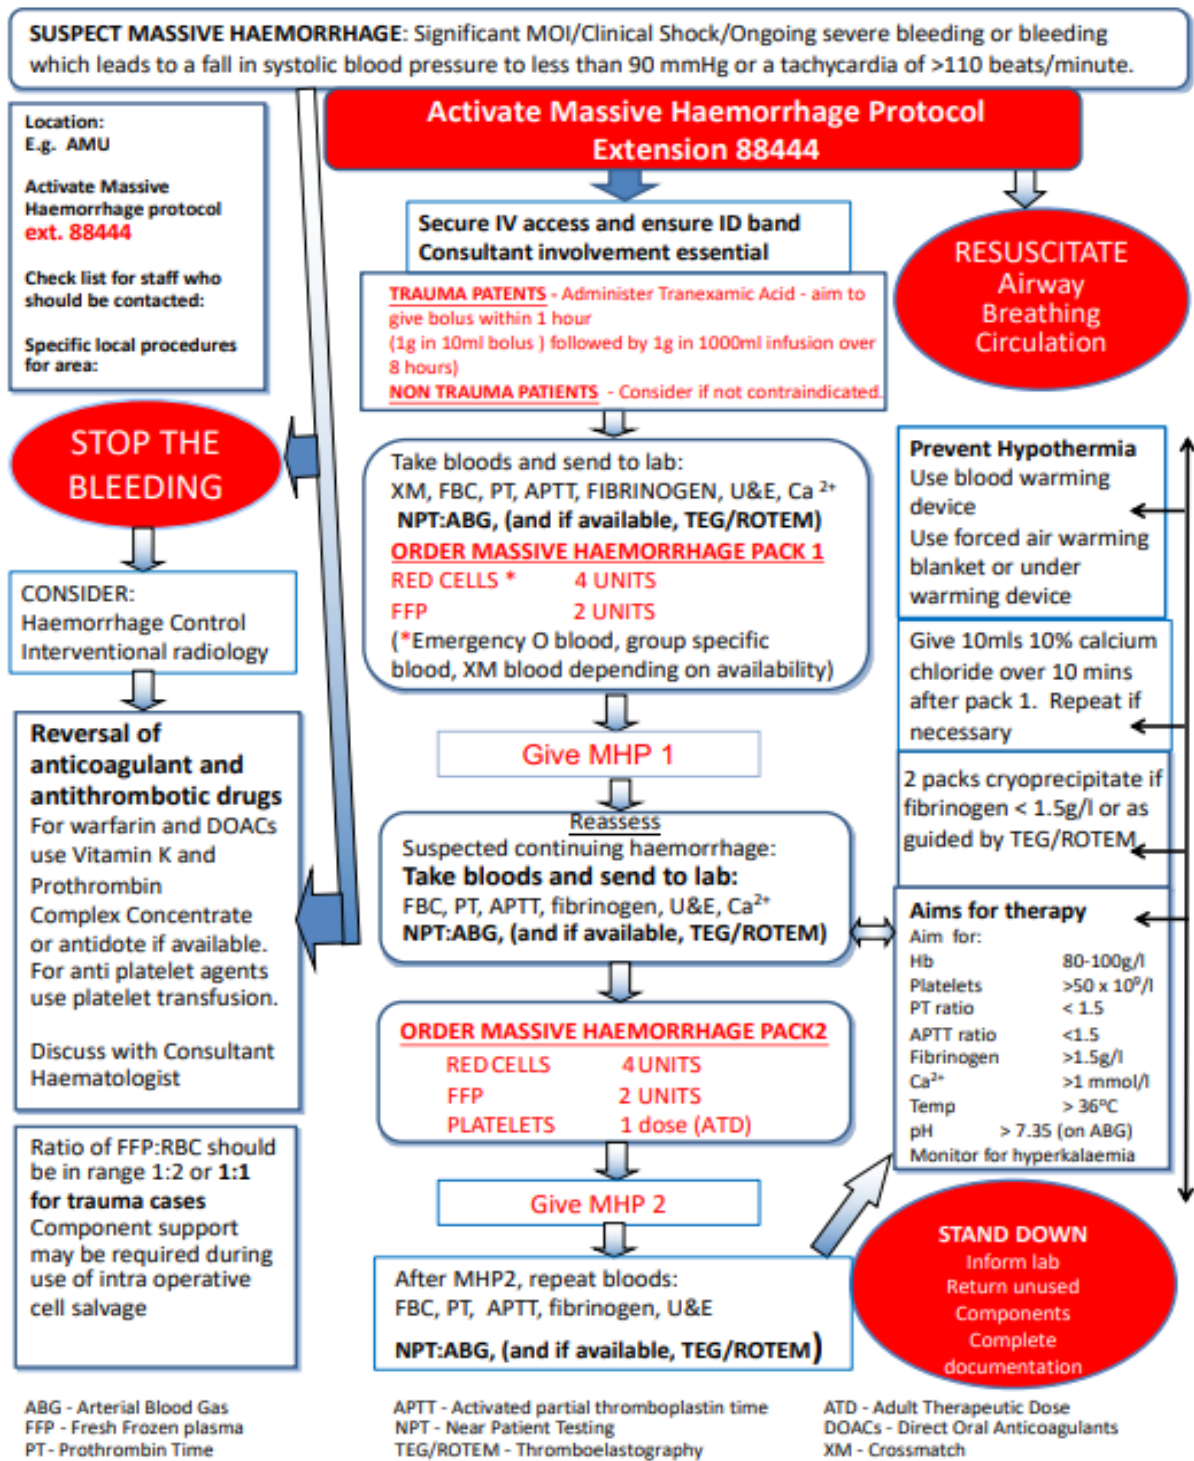 SUSPECT MASSIVE HAEMORRHAGE: Significant MOI/Clinical Shock/Ongoing severe bleeding or bleeding
which leads to a fall in systolic blood pressure to less than 90 mmHg or a tachycardia of >110 beats/minute.
Activate Massive Haemorrhage Protocol
Extension 88444
Location:
E.g. AMU
Activate Massive
Haemorrhage protocol
ext. 88444
Check list for staff who
should be contacted:
Specific local procedures
for area:
Secure IV access and ensure ID band
Consultant involvement essential
RESUSCITATE
Airway
Breathing
Circulation
TRAUMA PATENTS - Administer Tranexamic Acid - aim to
give bolus within 1 hour
(1g in 10ml bolus ) followed by 1g in 1000ml infusion over
8 hours)
NON TRAUMA PATIENTS - Consider if not contraindicated.
STOP THE
BLEEDING
Take bloods and send to lab:
XM, FBC, PT, APTT, FIBRINOGEN, U&E, Ca 2+
NPT:ABG, (and if available, TEG/ROTEM)
ORDER MASSIVE HAEMORRHAGE PACK 1
RED CELLS * 4 UNITS
FFP 2 UNITS
(*Emergency O blood, group specific
blood, XM blood depending on availability)
Prevent Hypothermia
Use blood warming
device
Use forced air warming
blanket or under
warming device
CONSIDER:
Haemorrhage Control
Interventional radiology
Give 10mls 10% calcium
chloride over 10 mins
after pack 1. Repeat if
necessary
Reversal of
anticoagulant and
antithrombotic drugs
For warfarin and DOACs
use Vitamin K and
Prothrombin
Complex Concentrate
or antidote if available.
For anti platelet agents
use platelet transfusion.
Discuss with Consultant
Haematologist
Give MHP 1
2 packs cryoprecipitate if
fibrinogen < 1.5g/l or as
guided by TEG/ROTEM
Reassess
Suspected continuing haemorrhage:
Take bloods and send to lab:
FBC, PT, APTT, fibrinogen, U&E, Ca2+
NPT:ABG, (and if available, TEG/ROTEM)
Aims for therapy
Aim for:
Hb 80-100g/l
Platelets >50 x 10⁹/l
PT ratio < 1.5
APTT ratio <1.5
Fibrinogen >1.5g/l
Ca2+ >1 mmol/l
Temp > 36°C
pH > 7.35 (on ABG)
Monitor for hyperkalaemia
ORDER MASSIVE HAEMORRHAGE PACK2
RED CELLS 4 UNITS
FFP 2 UNITS
PLATELETS 1 dose (ATD)
Ratio of FFP:RBC should
be in range 1:2 or 1:1
for trauma cases
Component support
may be required during
use of intra operative
cell salvage
Give MHP 2
After MHP2, repeat bloods:
FBC, PT, APTT, fibrinogen, U&E
NPT:ABG, (and if available, TEG/ROTEM)
STAND DOWN
Inform lab
Return unused
Components
Complete
documentation
ABG - Arterial Blood Gas
FFP - Fresh Frozen plasma
PT - Prothrombin Time
APTT - Activated partial thromboplastin time
NPT - Near Patient Testing
TEG/ROTEM - Thromboelastography
ATD - Adult Therapeutic Dose
DOACs - Direct Oral Anticoagulants
XM - Crossmatch